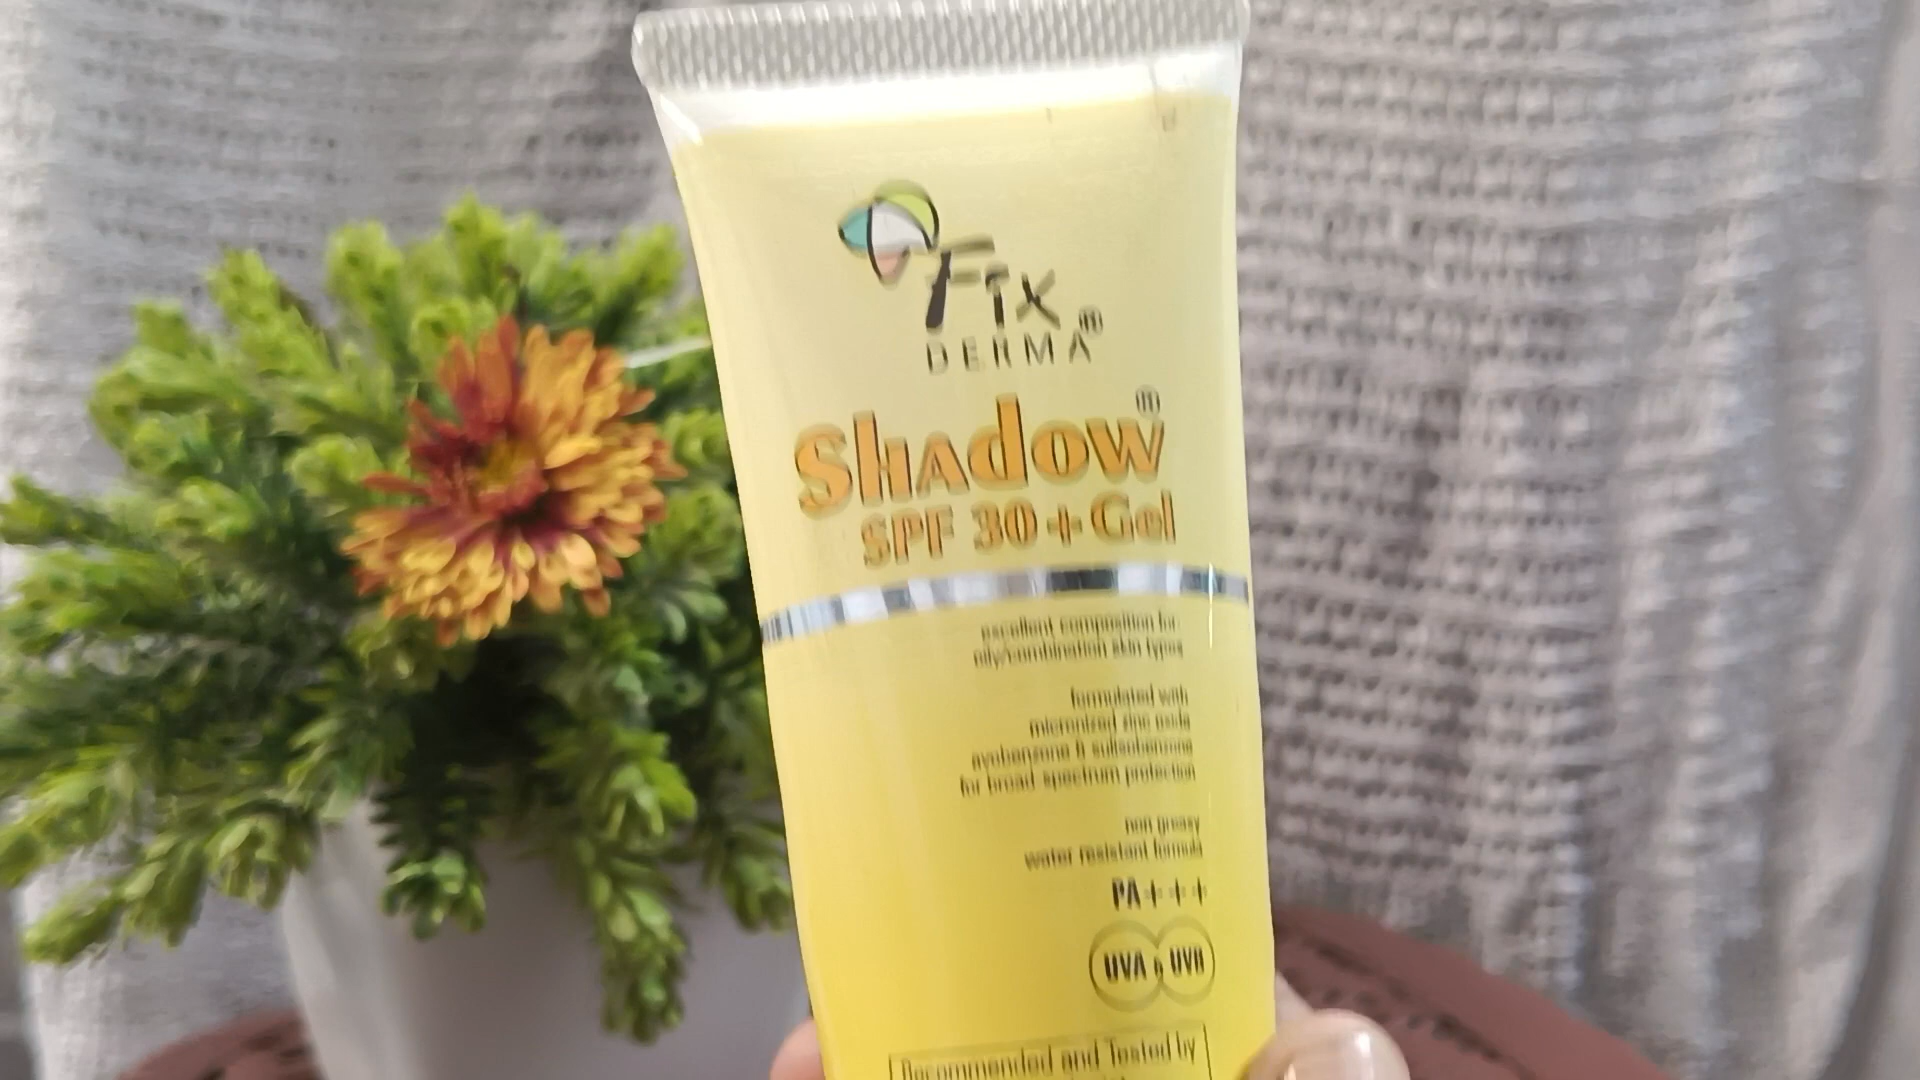 Fix
DERMA®
Shadow®
SPF 30+Gel
excellent composition for
oily/combination skin types
formulated with
micronized zinc oxide
avobenzone & sulisobenzone
for broad spectrum protection
non greasy
water resistant formula
PA+++
UVA & UVB
Recommended and Tested by